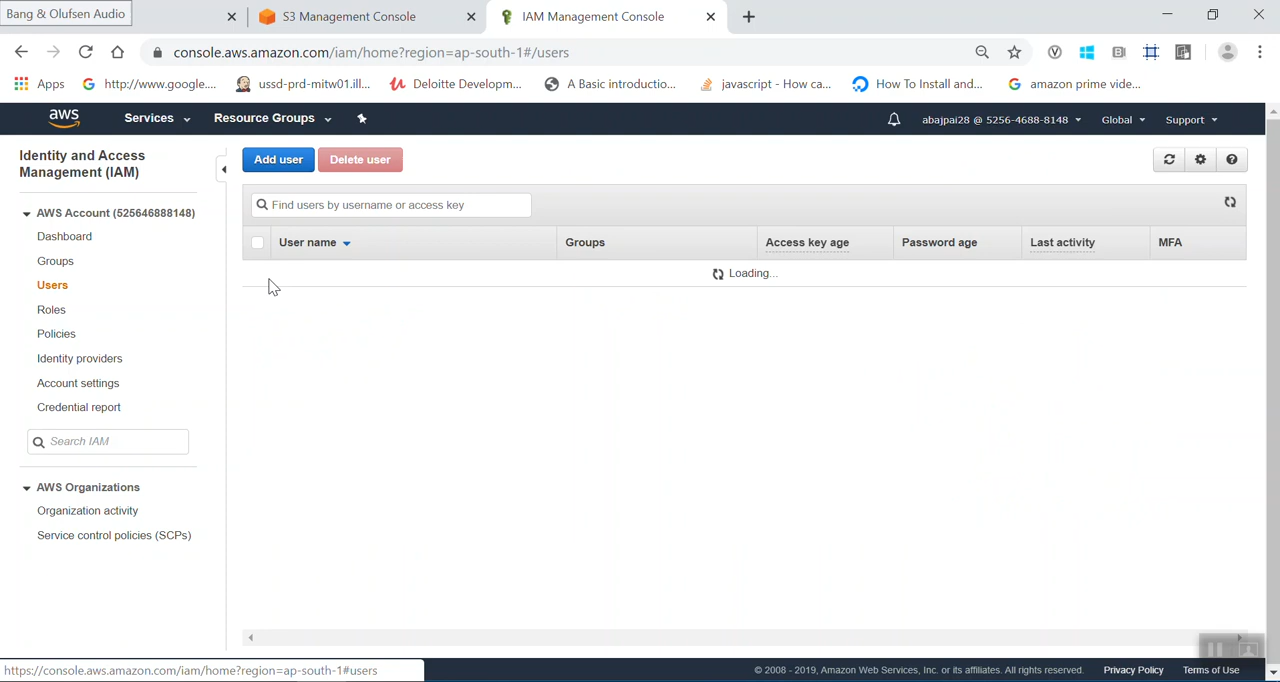 Bang & Olufsen Audio
S3 Management Console
IAM Management Console
console.aws.amazon.com/iam/home?region=ap-south-1#/users
Apps
http://www.google....
ussd-prd-mitw01.ill...
Deloitte Developm...
A Basic introductio...
javascript - How ca...
How To Install and...
amazon prime vide...
aws
Services
Resource Groups
abajpai28 @ 5256-4688-8148
Global
Support
Identity and Access
Management (IAM)
AWS Account (525646888148)
Dashboard
Groups
Users
Roles
Policies
Identity providers
Account settings
Credential report
Search IAM
AWS Organizations
Organization activity
Service control policies (SCPs)
Add user
Delete user
Find users by username or access key
User name
Groups
Access key age
Password age
Last activity
MFA
Loading...
https://console.aws.amazon.com/iam/home?region=ap-south-1#users
© 2008 - 2019, Amazon Web Services, Inc. or its affiliates. All rights reserved.
Privacy Policy
Terms of Use